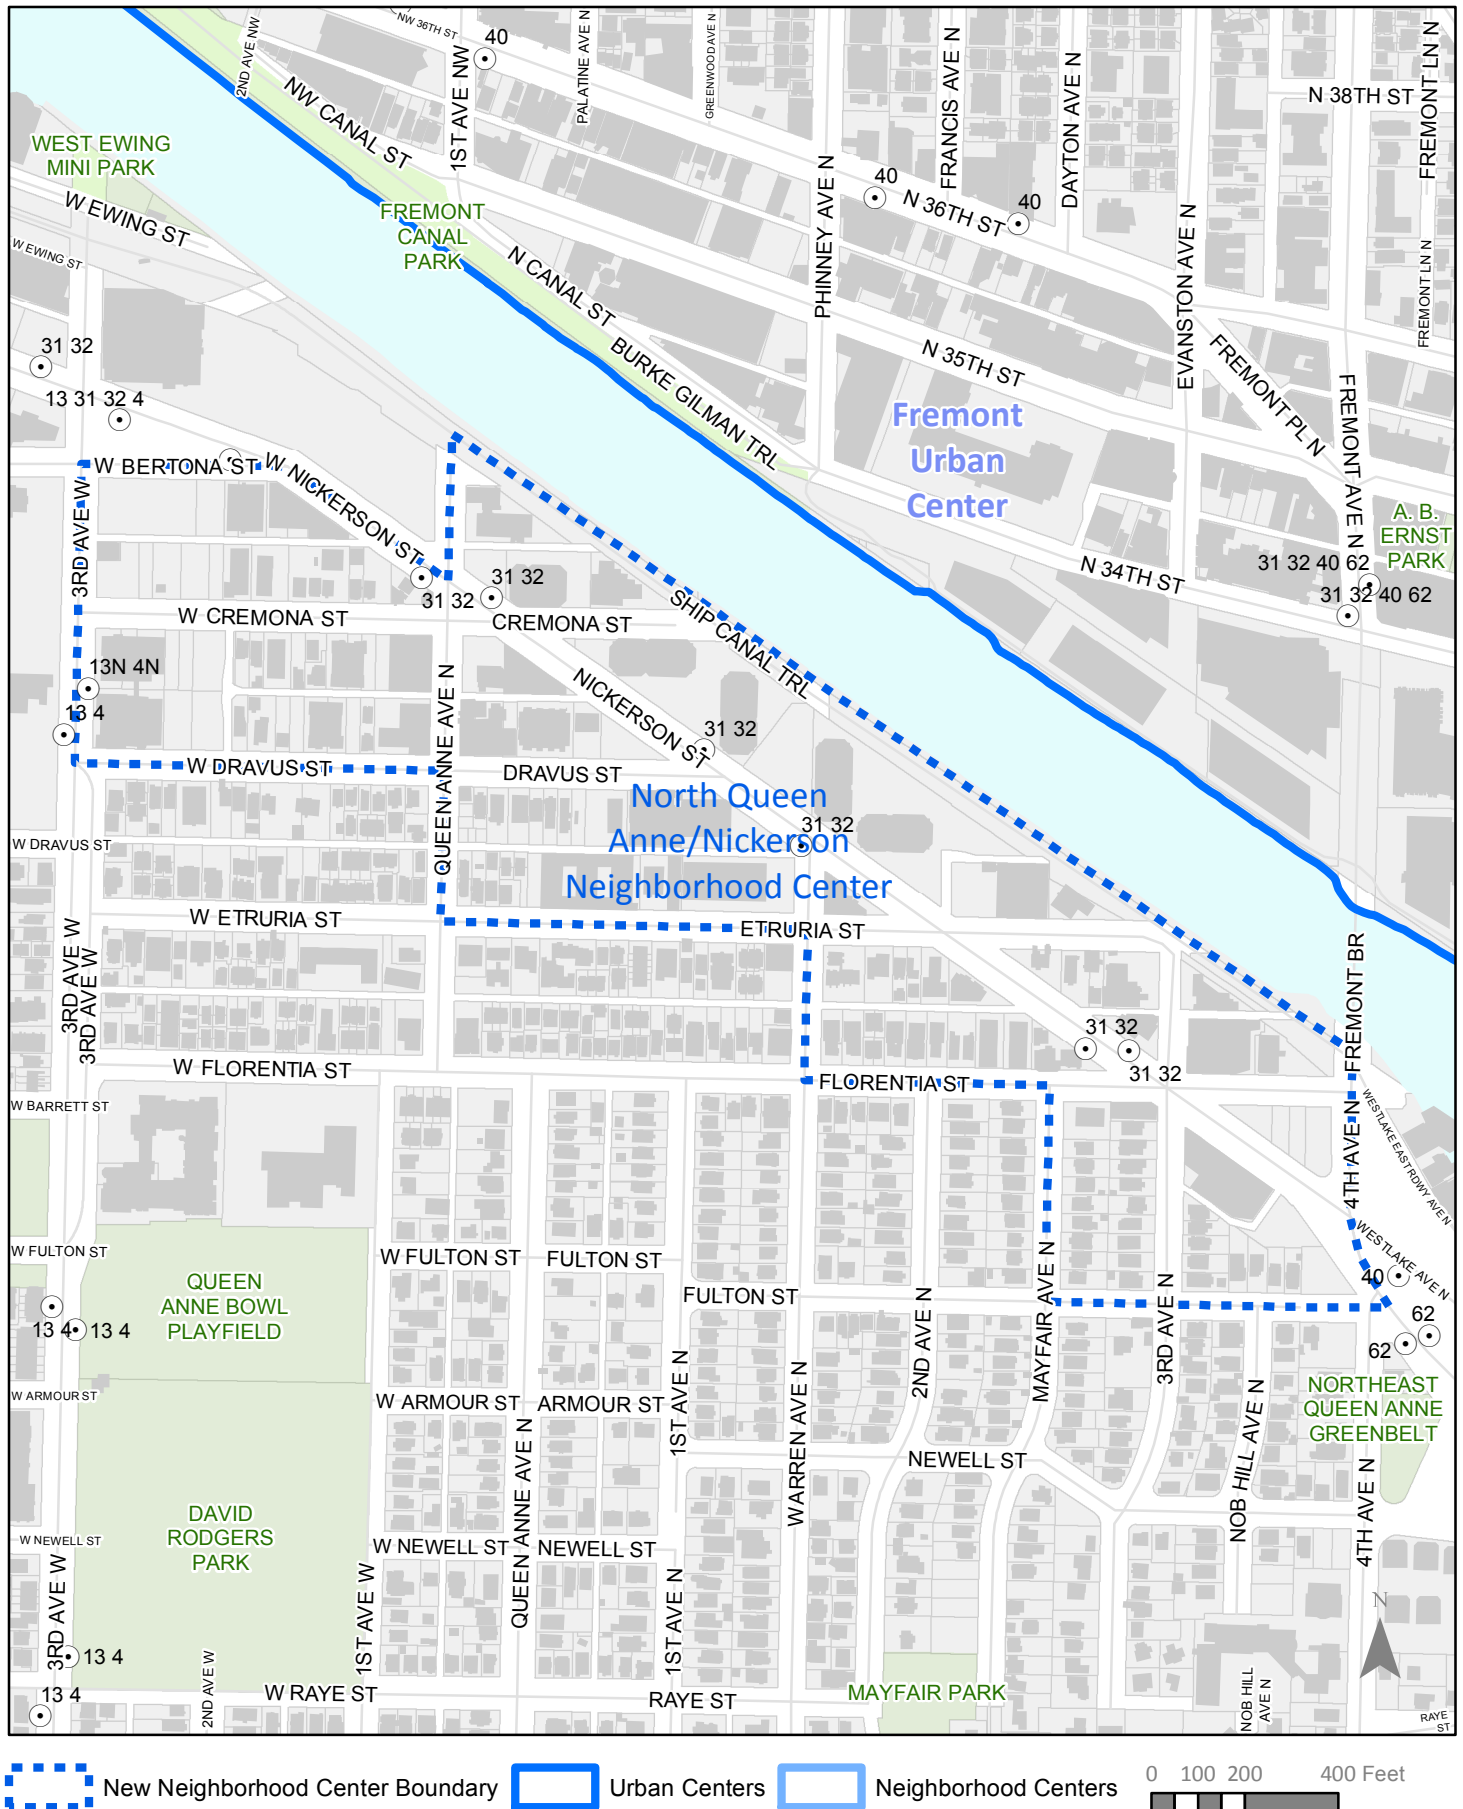 2ND AVE NW
NW 36TH ST
1ST AVE NW
40
PALATINE AVE N
GREENWOOD AVE N
FRANCIS AVE N
DAYTON AVE N
N 38TH ST
FREMONT LN N
NW CANAL ST
WEST EWING
MINI PARK
W EWING ST
W EWING ST
FREMONT
CANAL
PARK
PHINNEY AVE N
40
N 36TH ST
40
EVANSTON AVE N
FREMONT LN N
N CANAL ST
BURKE GILMAN TRL
N 35TH ST
FREMONT PL N
FREMONT AVE N
31 32
13 31 32 4
Fremont
Urban
Center
W BERTONA ST
W NICKERSON ST
3RD AVE W
A. B.
ERNST
PARK
N 34TH ST
31 32 40 62
31 32 40 62
31 32
31 32
W CREMONA ST
CREMONA ST
SHIP CANAL TRL
13N 4N
13 4
QUEEN ANNE AVE N
NICKERSON ST
31 32
W DRAVUS ST
DRAVUS ST
North Queen
Anne/Nickerson
Neighborhood Center
31 32
W DRAVUS ST
W ETRURIA ST
ETRURIA ST
3RD AVE W
3RD AVE W
FREMONT BR
31 32
31 32
W FLORENTIA ST
FLORENTIA ST
W BARRETT ST
4TH AVE N
WESTLAKE EAST RDWY AVE N
W FULTON ST
W FULTON ST
FULTON ST
FULTON ST
WESTLAKE AVE N
QUEEN
ANNE BOWL
PLAYFIELD
MAYFAIR AVE N
3RD AVE N
2ND AVE N
40
62
62
13 4
13 4
1ST AVE N
WARREN AVE N
W ARMOUR ST
W ARMOUR ST
ARMOUR ST
NOB HILL AVE N
NORTHEAST
QUEEN ANNE
GREENBELT
NEWELL ST
QUEEN ANNE AVE N
4TH AVE N
DAVID
RODGERS
PARK
W NEWELL ST
W NEWELL ST
NEWELL ST
3RD AVE W
1ST AVE W
1ST AVE N
N
13 4
13 4
2ND AVE W
W RAYE ST
RAYE ST
MAYFAIR PARK
NOB HILL
AVE N
RAYE
ST
New Neighborhood Center Boundary
Urban Centers
Neighborhood Centers
0 100 200 400 Feet